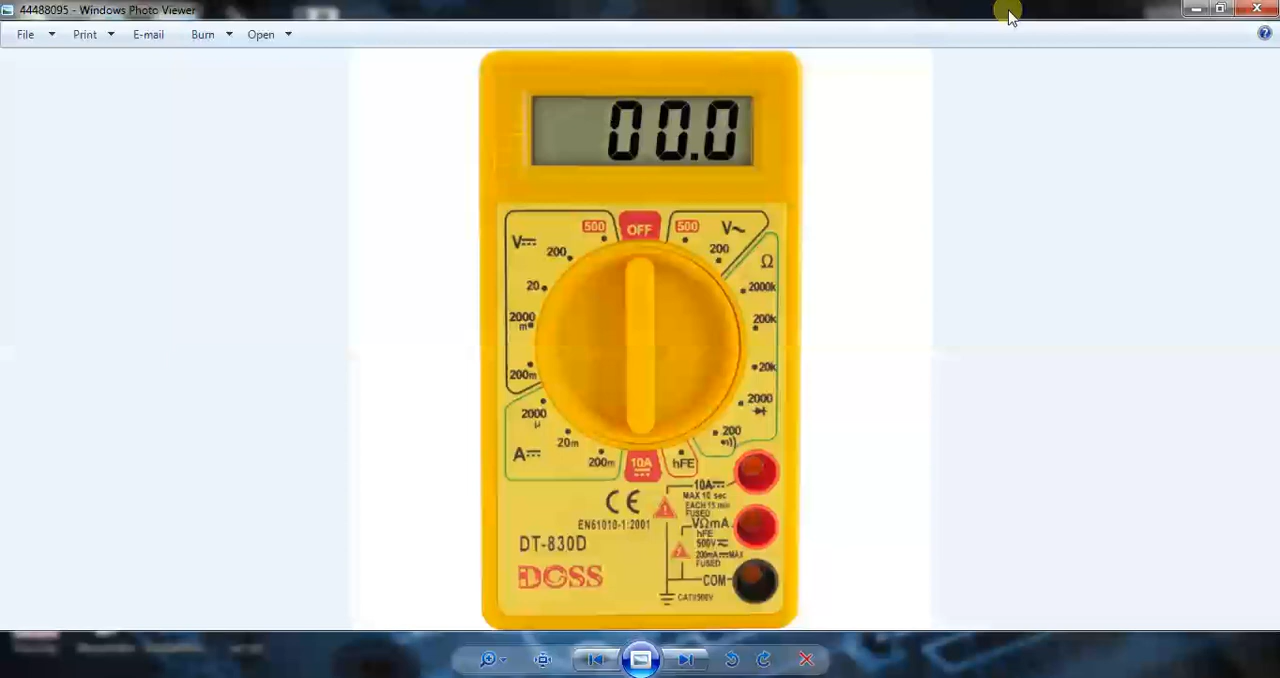 44488095 - Windows Photo Viewer
File Print E-mail Burn Open
00.0
500 OFF 500 V~
V 200 200 Ω
20 2000k
2000 m 200k
200m 20k
2000 µ 2000
20m 200
A 200m 10A hFE
10A
MAX 10 sec
EACH 15 min
FUSED
CE
EN61010-1:2001
VΩmA
hFE
500V
200mA MAX
FUSED
DT-830D
DOSS
COM